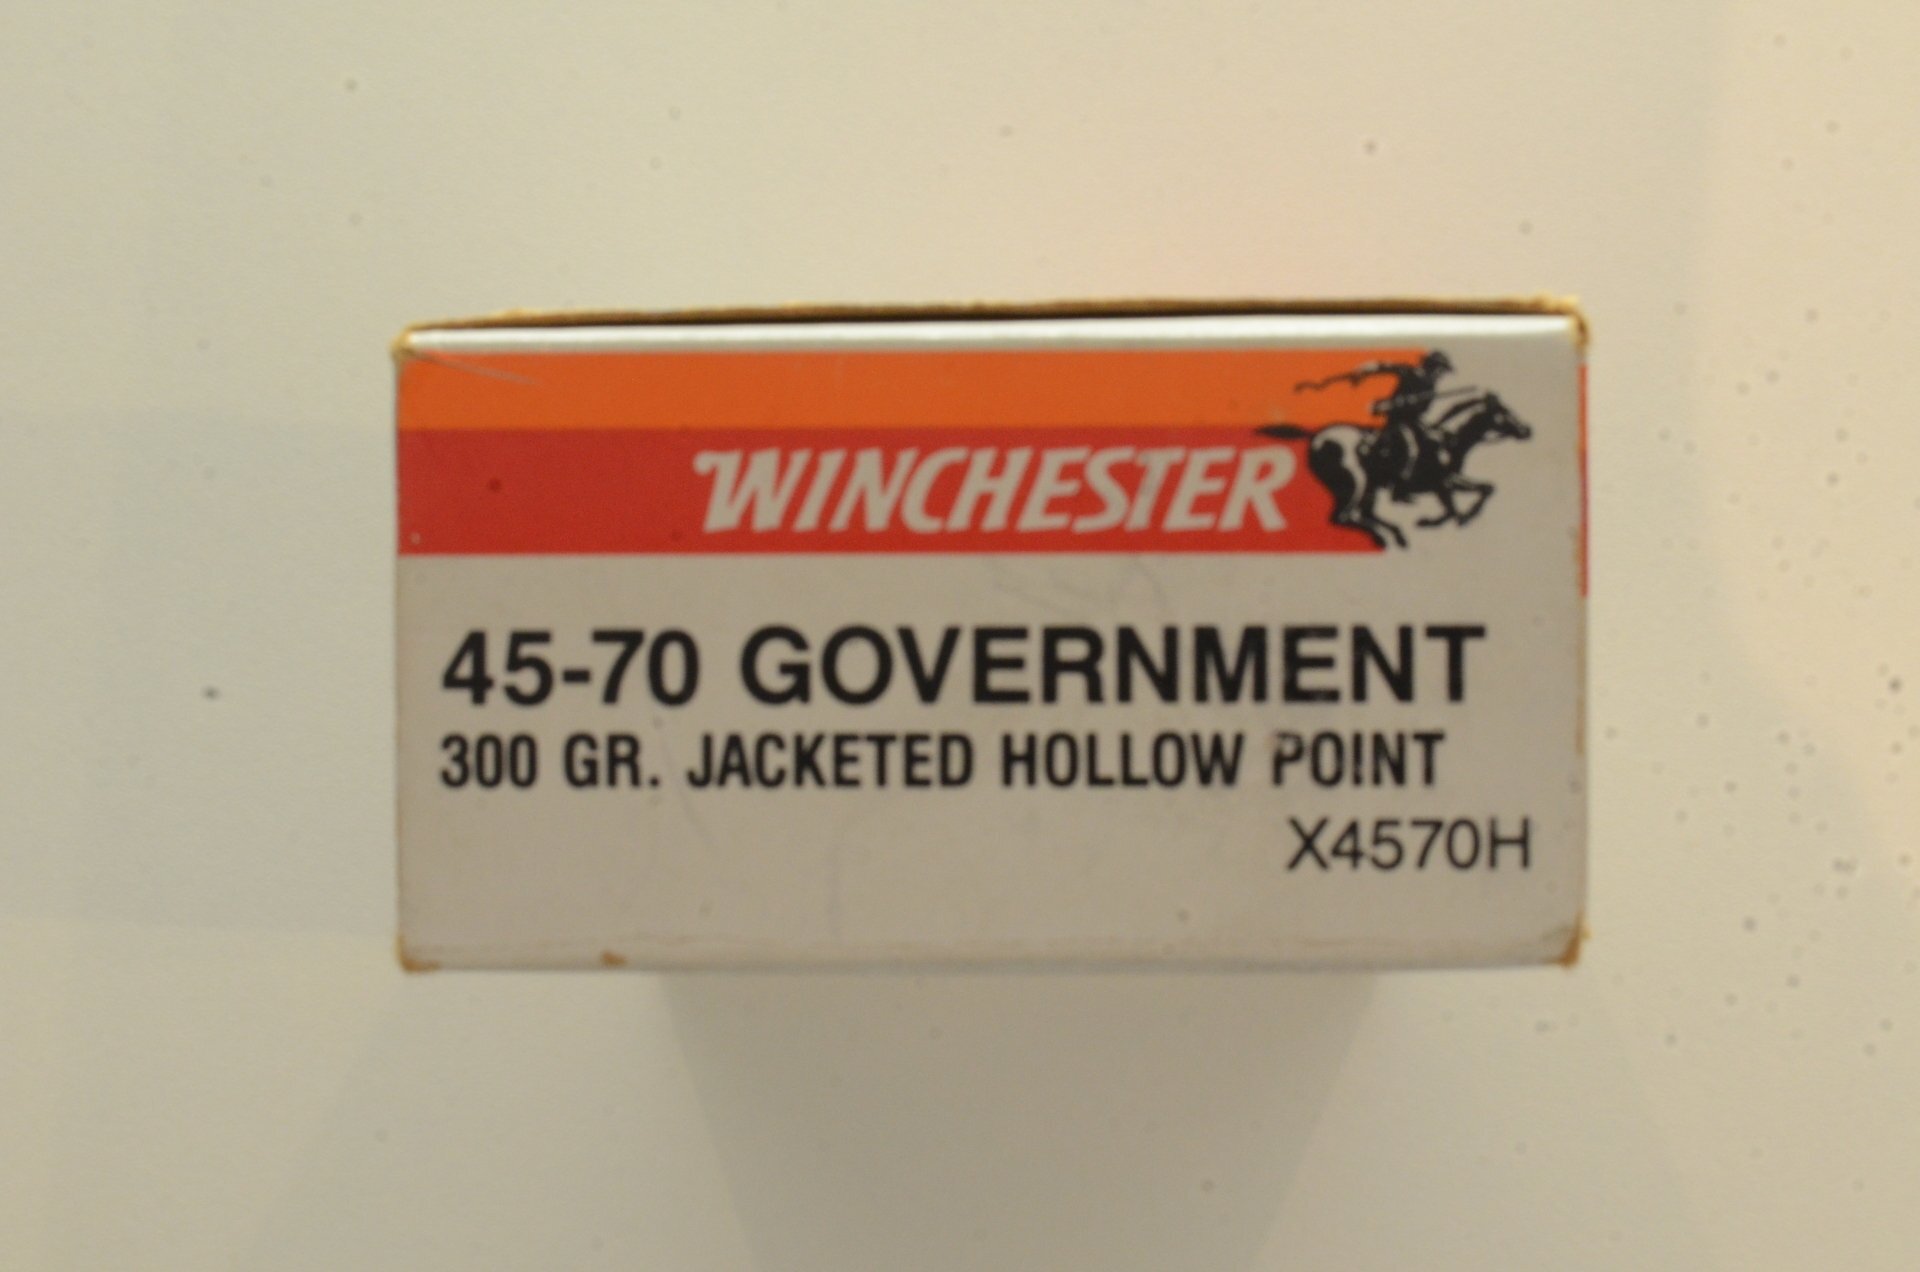 WINCHESTER
45-70 GOVERNMENT
300 GR. JACKETED HOLLOW POINT
X4570H